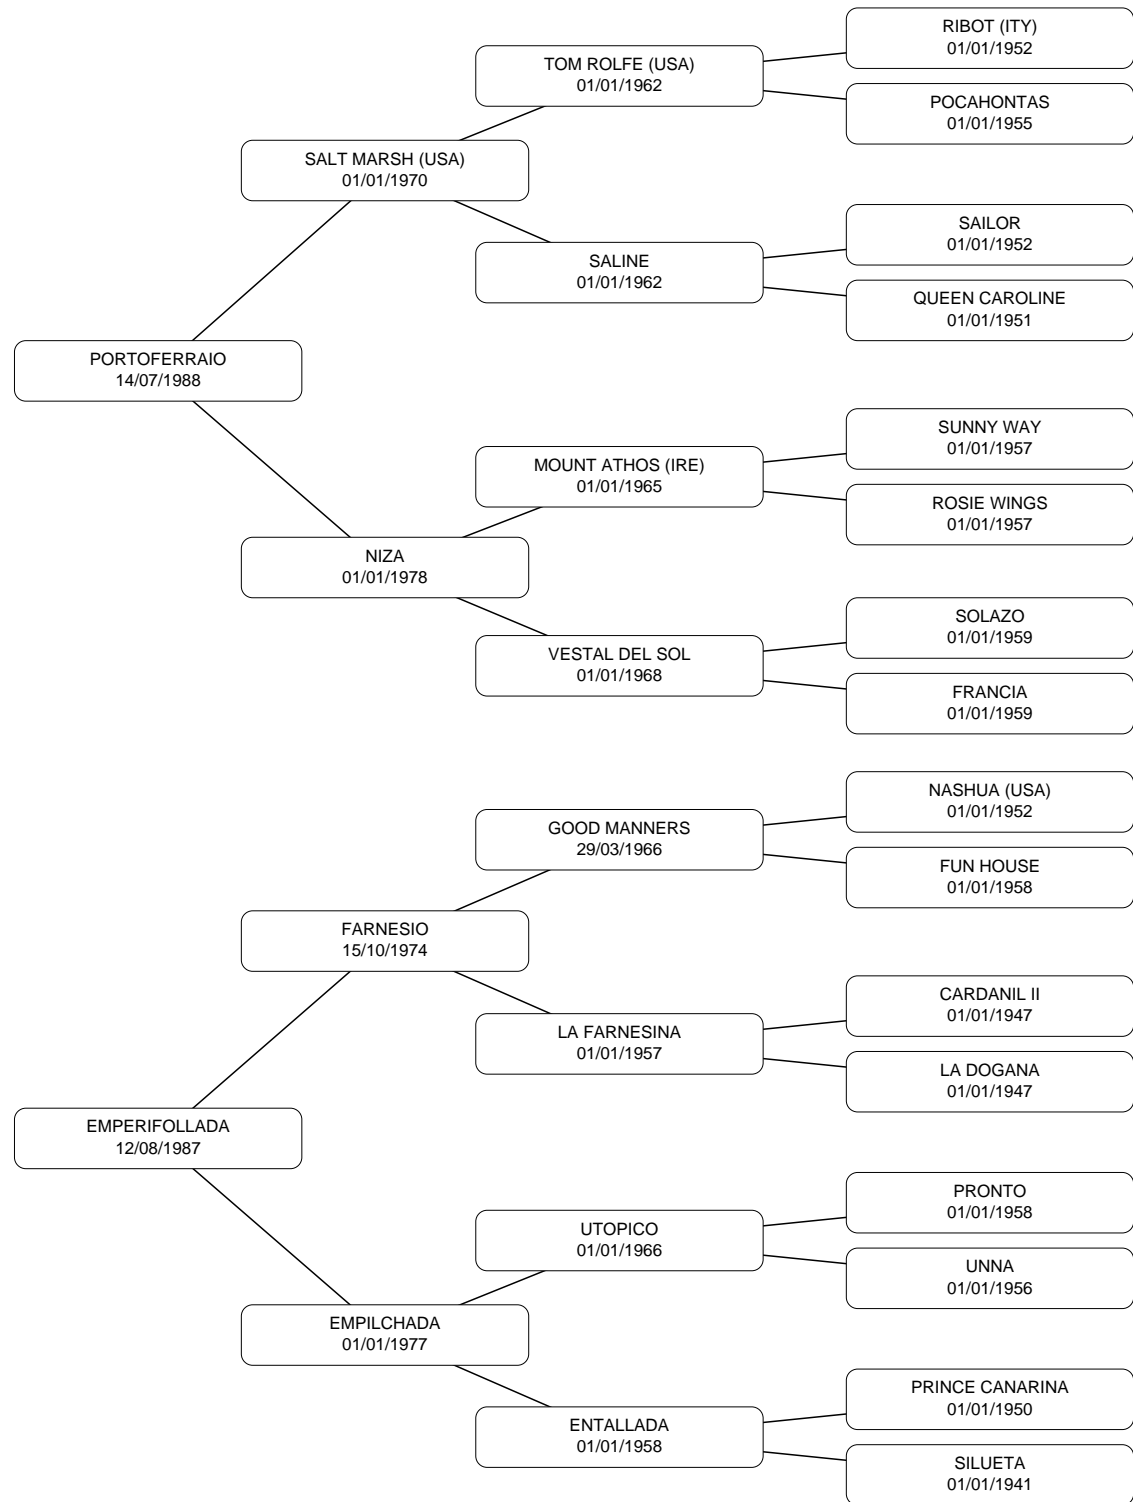 RIBOT (ITY)
01/01/1952
TOM ROLFE (USA)
01/01/1962
POCAHONTAS
01/01/1955
SALT MARSH (USA)
01/01/1970
SAILOR
01/01/1952
SALINE
01/01/1962
QUEEN CAROLINE
01/01/1951
PORTOFERRAIO
14/07/1988
SUNNY WAY
01/01/1957
MOUNT ATHOS (IRE)
01/01/1965
ROSIE WINGS
01/01/1957
NIZA
01/01/1978
SOLAZO
01/01/1959
VESTAL DEL SOL
01/01/1968
FRANCIA
01/01/1959
NASHUA (USA)
01/01/1952
GOOD MANNERS
29/03/1966
FUN HOUSE
01/01/1958
FARNESIO
15/10/1974
CARDANIL II
01/01/1947
LA FARNESINA
01/01/1957
LA DOGANA
01/01/1947
EMPERIFOLLADA
12/08/1987
PRONTO
01/01/1958
UTOPICO
01/01/1966
UNNA
01/01/1956
EMPILCHADA
01/01/1977
PRINCE CANARINA
01/01/1950
ENTALLADA
01/01/1958
SILUETA
01/01/1941